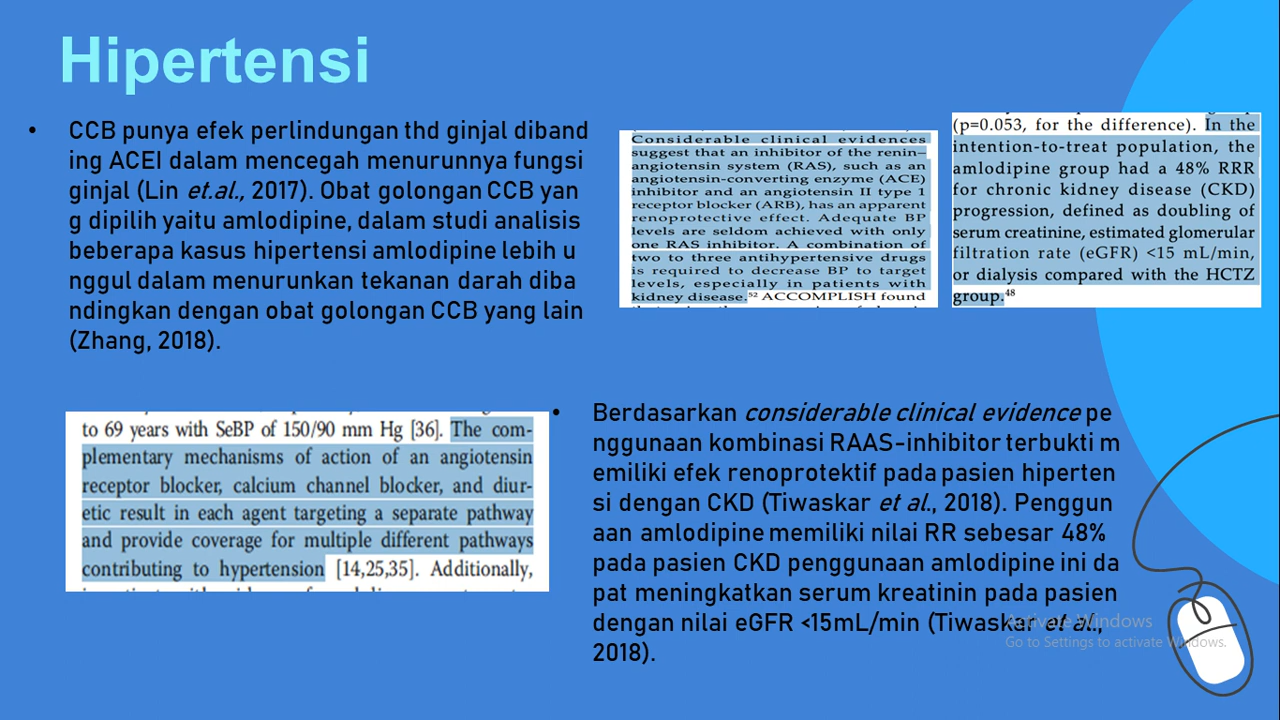 Hipertensi
• CCB punya efek perlindungan thd ginjal diband
ing ACEI dalam mencegah menurunnya fungsi
ginjal (Lin et.al., 2017). Obat golongan CCB yan
g dipilih yaitu amlodipine, dalam studi analisis
beberapa kasus hipertensi amlodipine lebih u
nggul dalam menurunkan tekanan darah diba
ndingkan dengan obat golongan CCB yang lain
(Zhang, 2018).
Considerable clinical evidences
suggest that an inhibitor of the renin–
angiotensin system (RAS), such as an
angiotensin-converting enzyme (ACE)
inhibitor and an angiotensin II type 1
receptor blocker (ARB), has an apparent
renoprotective effect. Adequate BP
levels are seldom achieved with only
one RAS inhibitor. A combination of
two to three antihypertensive drugs
is required to decrease BP to target
levels, especially in patients with
kidney disease.52 ACCOMPLISH found
(p=0.053, for the difference). In the
intention-to-treat population, the
amlodipine group had a 48% RRR
for chronic kidney disease (CKD)
progression, defined as doubling of
serum creatinine, estimated glomerular
filtration rate (eGFR) <15 mL/min,
or dialysis compared with the HCTZ
group.48
to 69 years with SeBP of 150/90 mm Hg [36]. The com-
plementary mechanisms of action of an angiotensin
receptor blocker, calcium channel blocker, and diur-
etic result in each agent targeting a separate pathway
and provide coverage for multiple different pathways
contributing to hypertension [14,25,35]. Additionally,
• Berdasarkan considerable clinical evidence pe
nggunaan kombinasi RAAS-inhibitor terbukti m
emiliki efek renoprotektif pada pasien hiperten
si dengan CKD (Tiwaskar et al., 2018). Penggun
aan amlodipine memiliki nilai RR sebesar 48%
pada pasien CKD penggunaan amlodipine ini da
pat meningkatkan serum kreatinin pada pasien
dengan nilai eGFR <15mL/min (Tiwaskar et al.,
2018).
Activate Windows
Go to Settings to activate Windows.